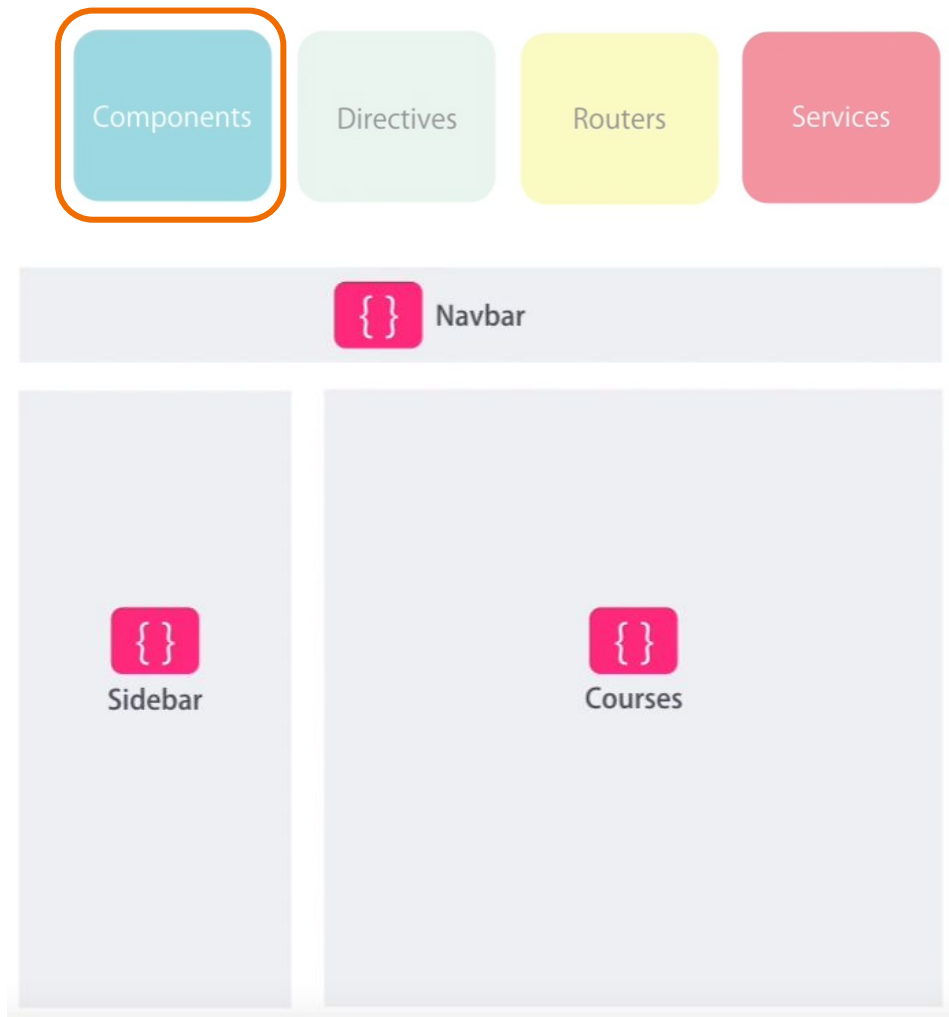 Components
Directives
Routers
Services
{ } Navbar
{ }
Sidebar
{ }
Courses